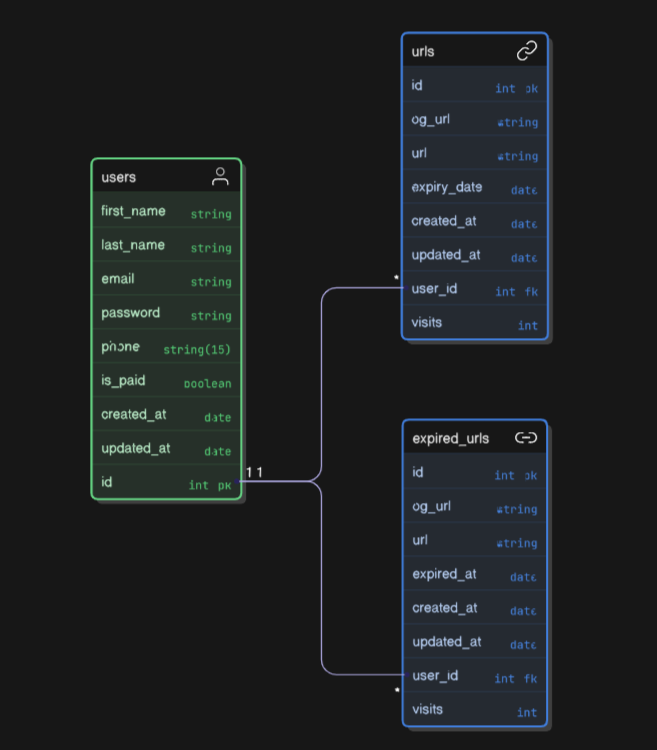 users
first_name string
last_name string
email string
password string
phone string(15)
is_paid boolean
created_at date
updated_at date
id int pk
1 1
urls
id int pk
og_url string
url string
expiry_date date
created_at date
updated_at date
* user_id int fk
visits int
expired_urls
id int pk
og_url string
url string
expired_at date
created_at date
updated_at date
* user_id int fk
visits int